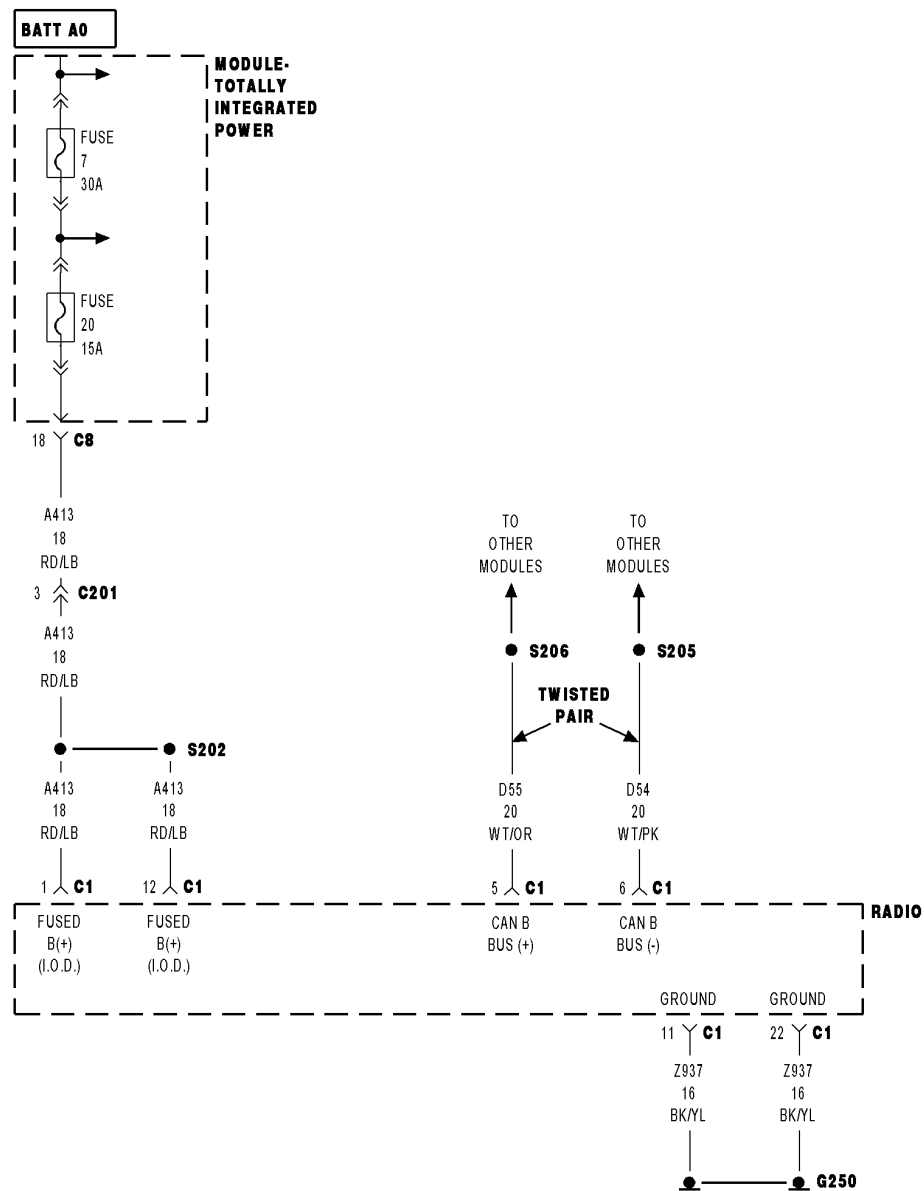 BATT A0
MODULE-
TOTALLY
INTEGRATED
POWER
FUSE
7
30A
FUSE
20
15A
18 C8
A413
18
RD/LB
3 C201
A413
18
RD/LB
S202
A413
18
RD/LB
A413
18
RD/LB
1 C1
12 C1
TO
OTHER
MODULES
TO
OTHER
MODULES
S206
S205
TWISTED
PAIR
D55
20
WT/OR
D54
20
WT/PK
5 C1
6 C1
RADIO
FUSED
B(+)
(I.O.D.)
FUSED
B(+)
(I.O.D.)
CAN B
BUS (+)
CAN B
BUS (-)
GROUND
GROUND
11 C1
22 C1
Z937
16
BK/YL
Z937
16
BK/YL
G250